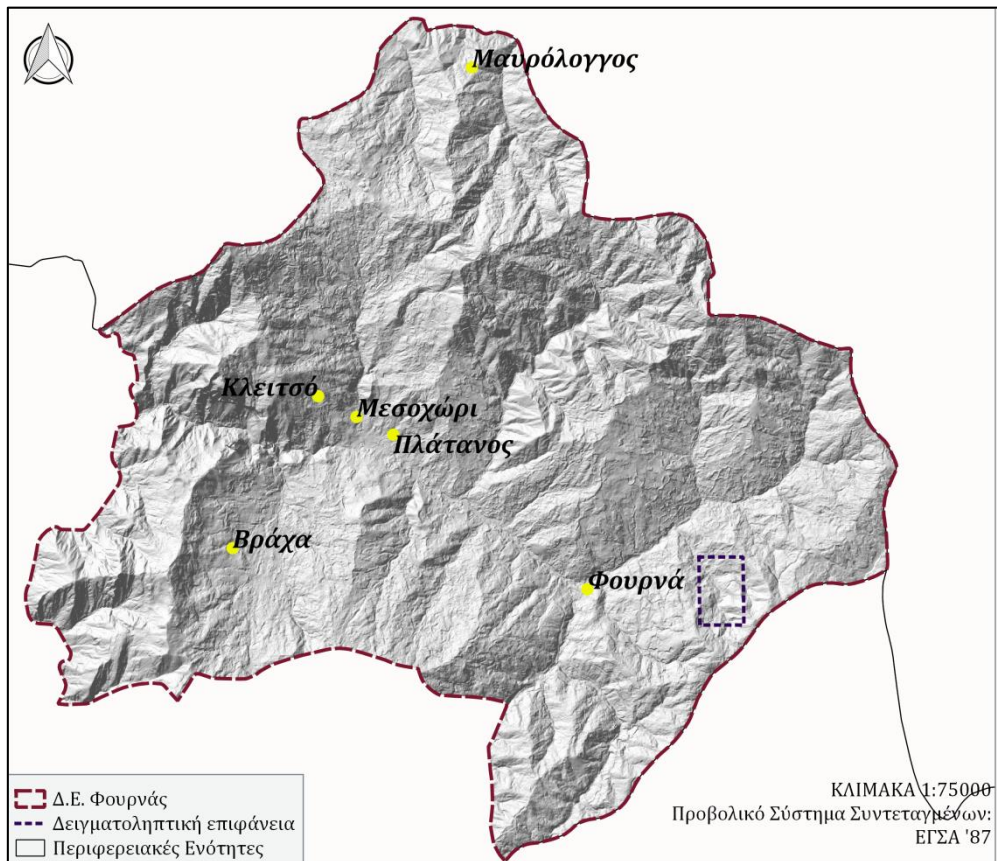 Μαυρόλογγος
Κλειτσό
Μεσοχώρι
Πλάτανος
Βράχα
Φουρνά
Δ.Ε. Φουρνάς
Δειγματοληπτική επιφάνεια
Περιφερειακές Ενότητες
ΚΛΙΜΑΚΑ 1:75000
Προβολικό Σύστημα Συντεταγμένων:
ΕΓΣΑ '87